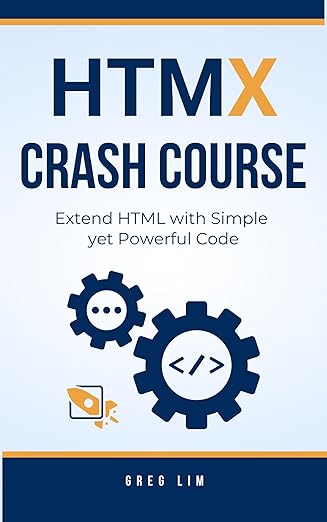 HTMX
CRASH COURSE
Extend HTML with Simple
yet Powerful Code
</>
GREG LIM